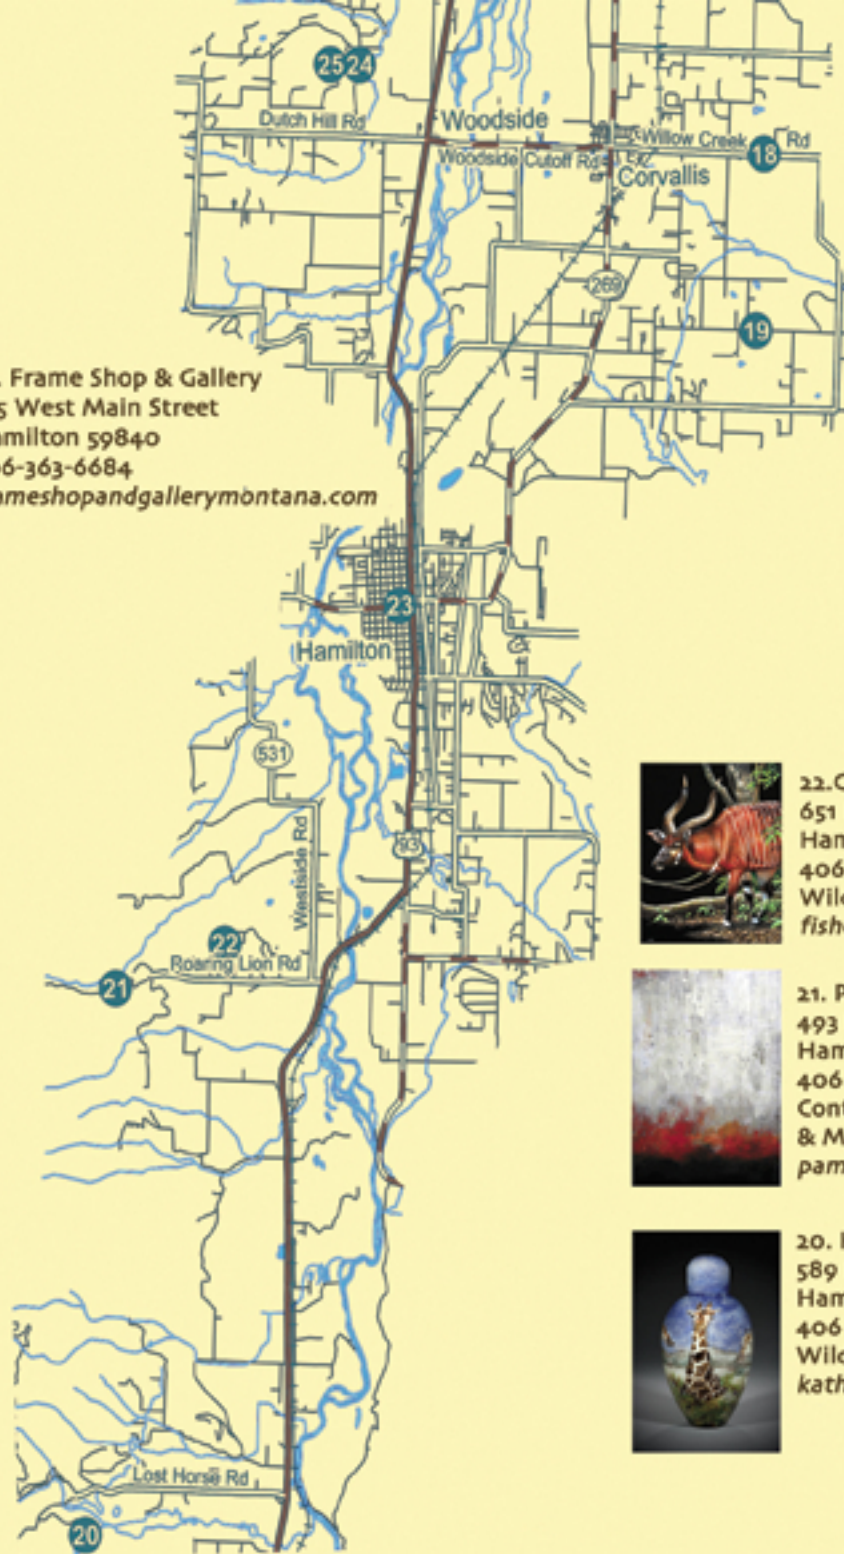 25 24
Woodside
Dutch Hill Rd
Willow Creek Rd
18
Woodside Cutoff Rd
Corvallis
269
19
Frame Shop & Gallery
5 West Main Street
amilton 59840
6-363-6684
ameshopandgallerymontana.com
23
Hamilton
531
Westside Rd
93
22
Roaring Lion Rd
21
22.
651
Ham
406
Wild
fish
21. P
493
Ham
406
Cont
& M
pam
20.
589
Ham
406
Wild
kath
Lost Horse Rd
20